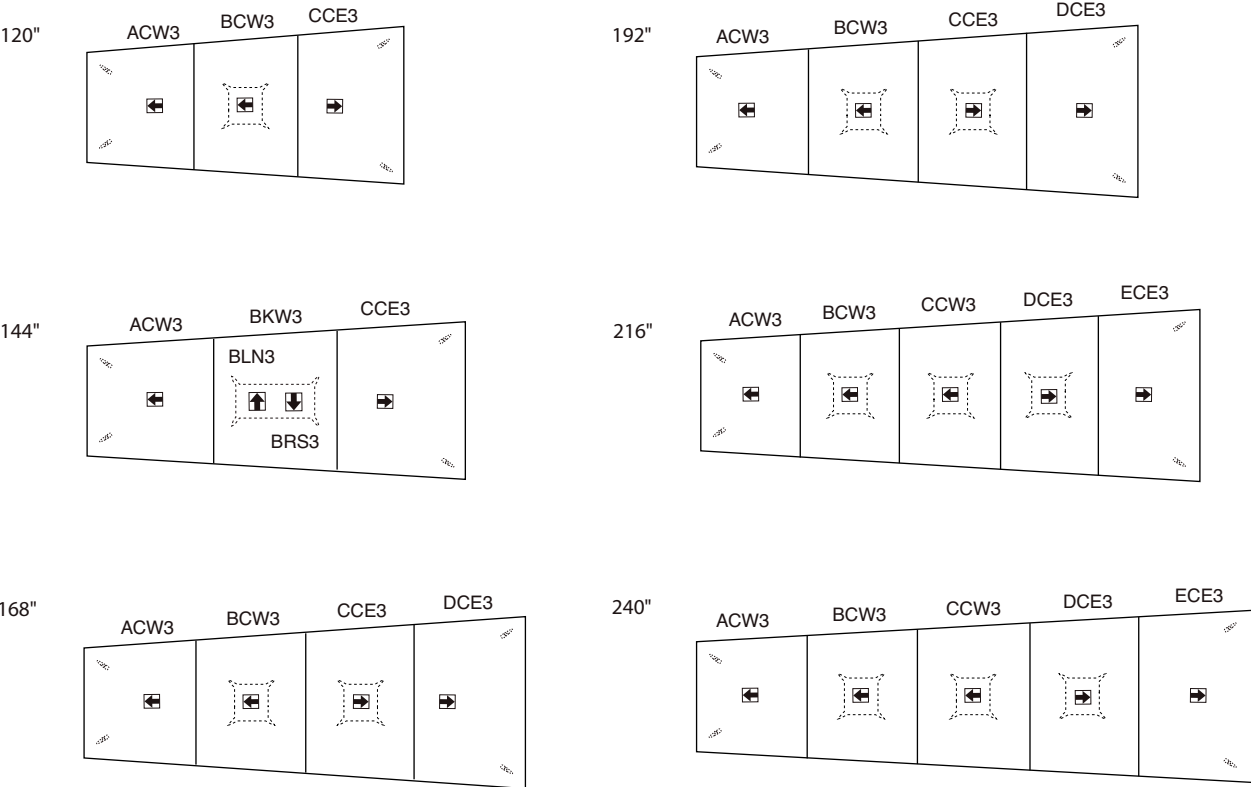 120"
ACW3
BCW3
CCE3
192"
ACW3
BCW3
CCE3
DCE3
144"
ACW3
BKW3
CCE3
BLN3
BRS3
216"
ACW3
BCW3
CCW3
DCE3
ECE3
168"
ACW3
BCW3
CCE3
DCE3
240"
ACW3
BCW3
CCW3
DCE3
ECE3